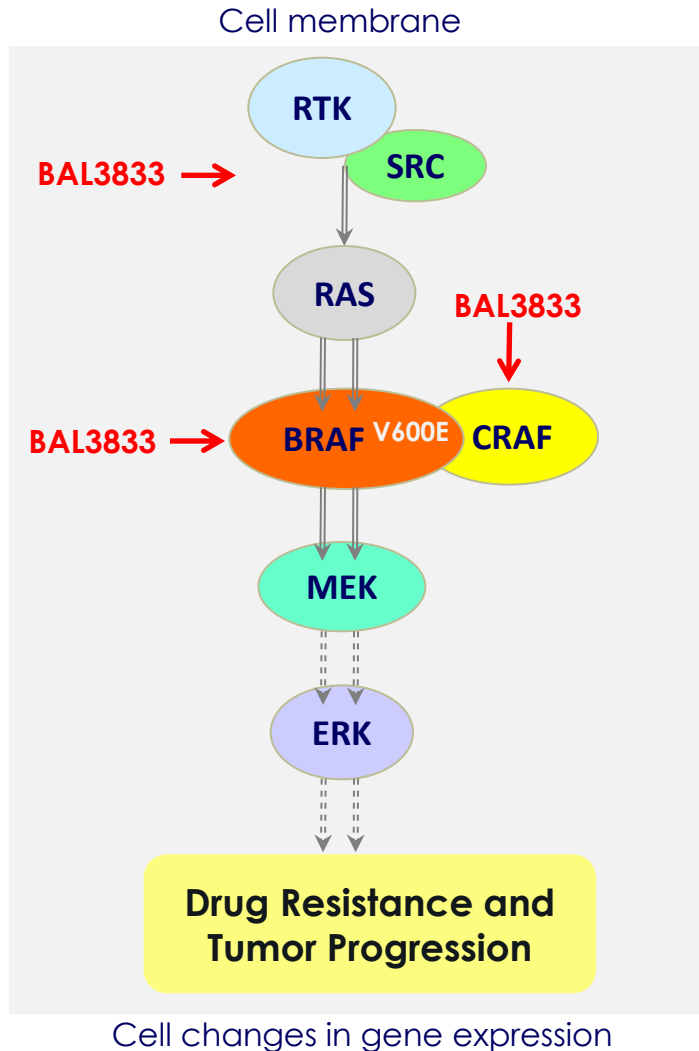 Cell membrane
RTK
SRC
BAL3833
RAS
BAL3833
BRAF V600E
CRAF
BAL3833
MEK
ERK
Drug Resistance and
Tumor Progression
Cell changes in gene expression